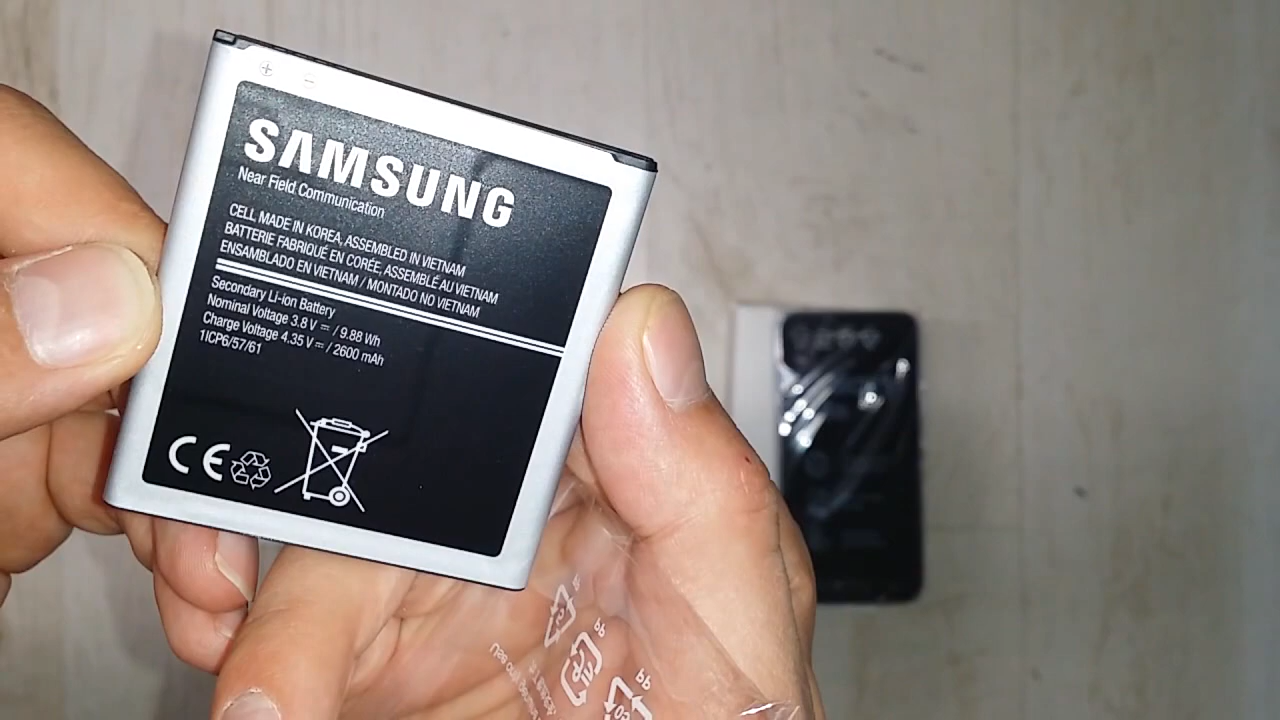 SAMSUNG
Near Field Communication
CELL MADE IN KOREA, ASSEMBLED IN VIETNAM
BATTERIE FABRIQUÉ EN CORÉE, ASSEMBLÉ AU VIETNAM
ENSAMBLADO EN VIETNAM / MONTADO NO VIETNAM
Secondary Li-ion Battery
Nominal Voltage 3.8 V ⎓ / 9.88 Wh
Charge Voltage 4.35 V ⎓ / 2600 mAh
1ICP6/57/61
CE
PP
PP